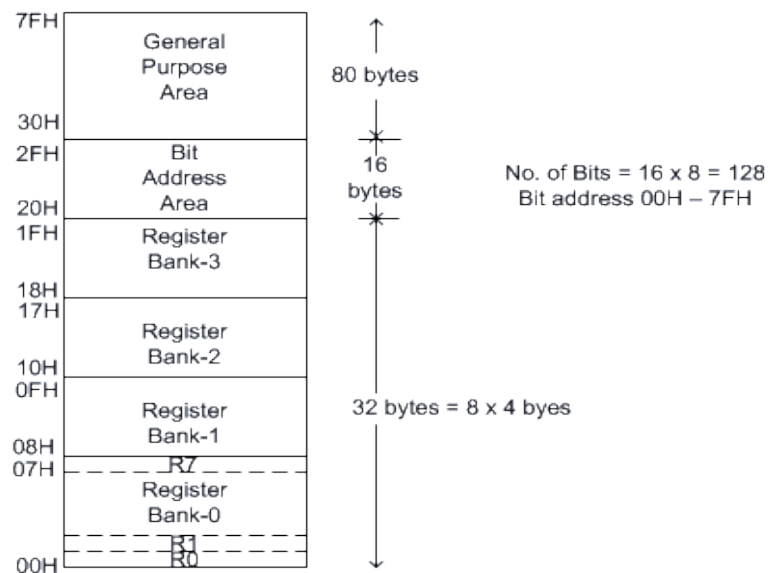 7FH
General
Purpose
Area
80 bytes
30H
2FH
Bit
Address
Area
16
bytes
No. of Bits = 16 x 8 = 128
Bit address 00H – 7FH
20H
1FH
Register
Bank-3
18H
17H
Register
Bank-2
10H
0FH
32 bytes = 8 x 4 byes
Register
Bank-1
08H
07H
R7
Register
Bank-0
R1
R0
00H